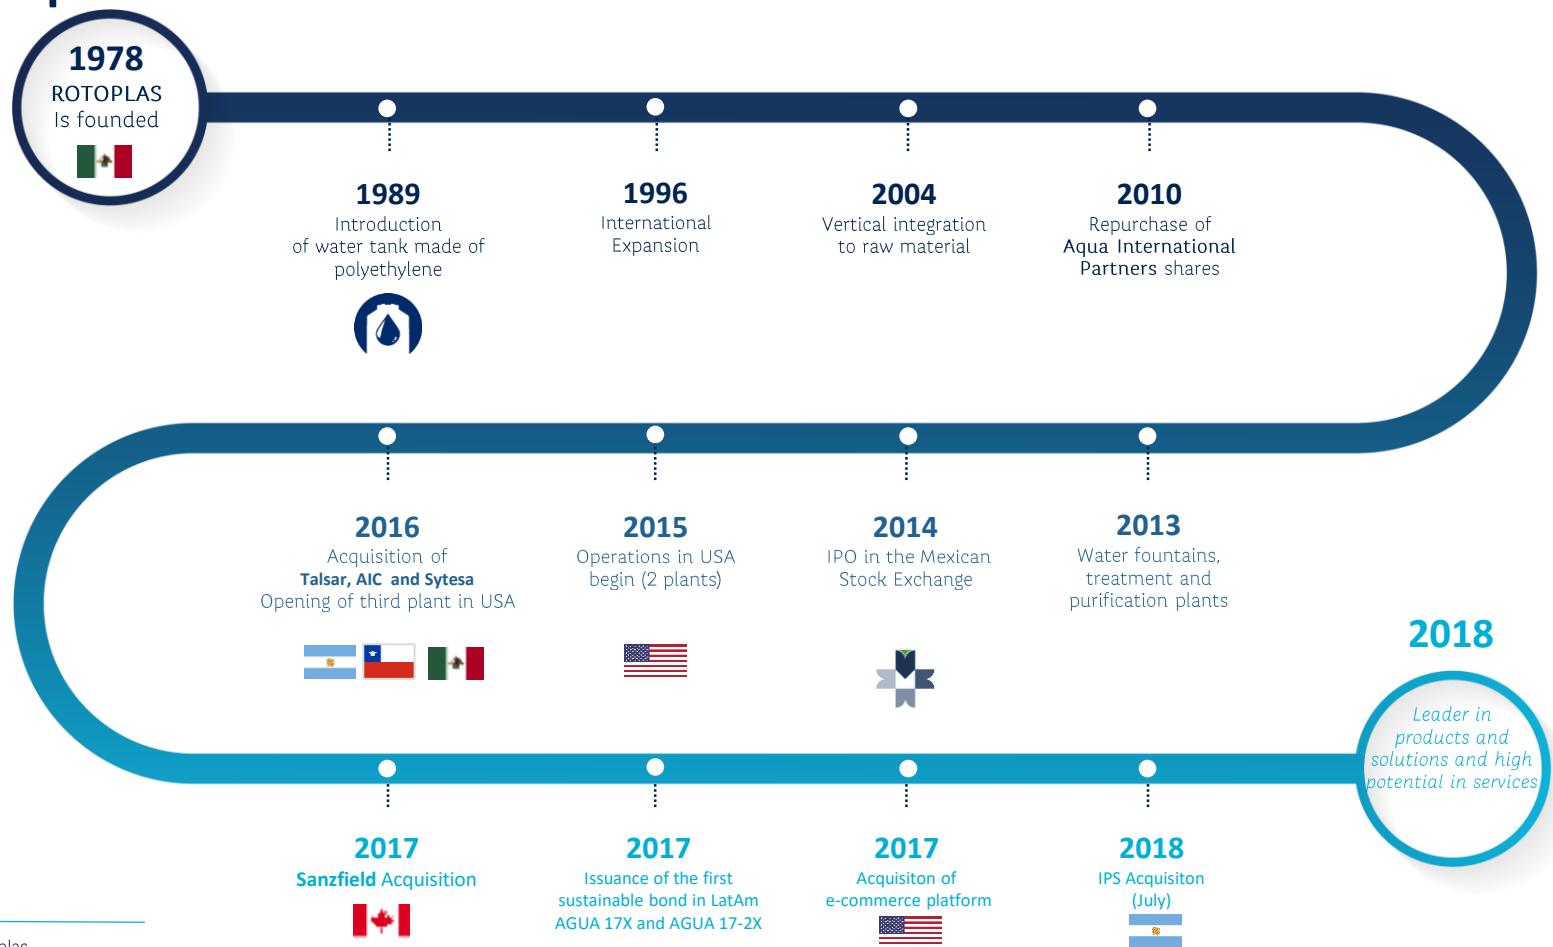 1978
ROTOPLAS
Is founded
1989
Introduction
of water tank made of
polyethylene
1996
International
Expansion
2004
Vertical integration
to raw material
2010
Repurchase of
Aqua International
Partners shares
2016
Acquisition of
Talsar, AIC and Sytesa
Opening of third plant in USA
2015
Operations in USA
begin (2 plants)
2014
IPO in the Mexican
Stock Exchange
2013
Water fountains,
treatment and
purification plants
2018
Leader in
products and
solutions and high
potential in services
2017
Sanzfield Acquisition
2017
Issuance of the first
sustainable bond in LatAm
AGUA 17X and AGUA 17-2X
2017
Acquisiton of
e-commerce platform
2018
IPS Acquisiton
(July)